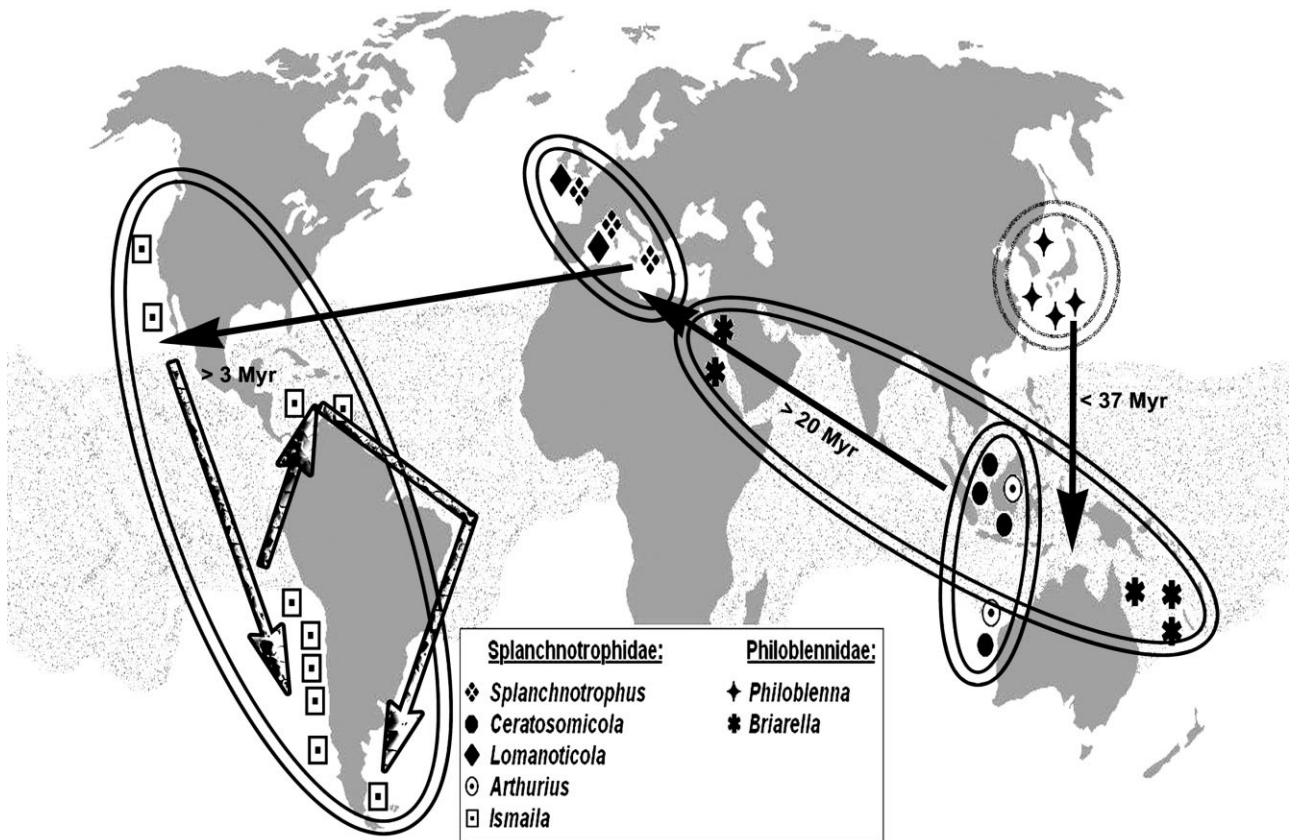 > 3 Myr
> 20 Myr
< 37 Myr
Splanchnotrophidae:
Splanchnotrophus
Ceratosomicola
Lomanoticola
Arthurius
Ismaila
Philoblennidae:
Philoblenna
Briarella